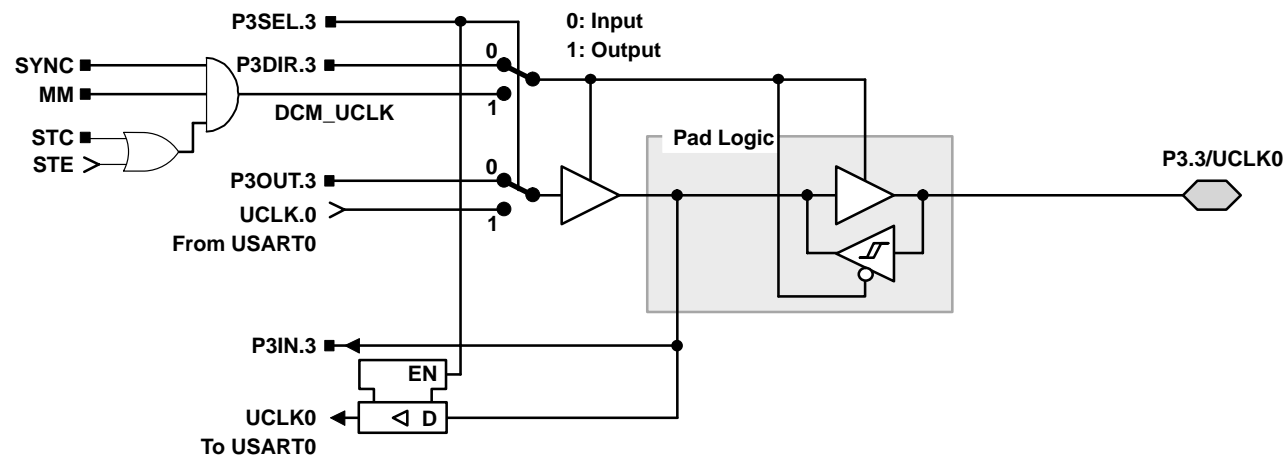 P3SEL.3
0: Input
1: Output
SYNC
P3DIR.3
0
MM
DCM_UCLK
1
STC
STE
Pad Logic
P3.3/UCLK0
P3OUT.3
0
UCLK.0
1
From USART0
P3IN.3
EN
UCLK0
D
To USART0